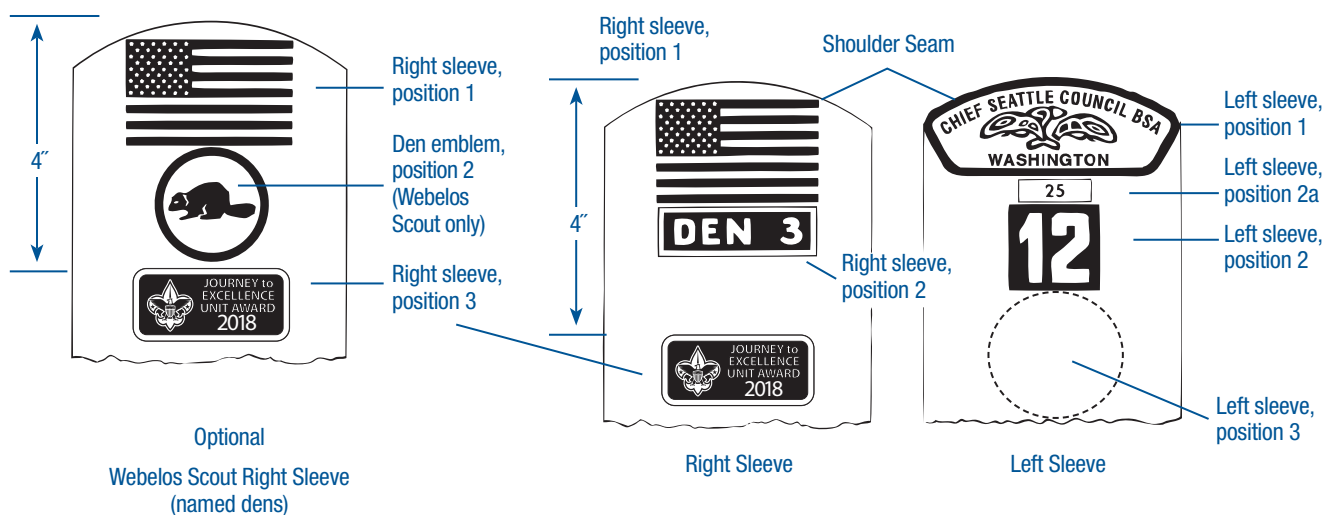 4˝
Right sleeve,
position 1
Den emblem,
position 2
(Webelos
Scout only)
Right sleeve,
position 3
JOURNEY to
EXCELLENCE
UNIT AWARD
2018
Optional
Webelos Scout Right Sleeve
(named dens)
Right sleeve,
position 1
Shoulder Seam
4˝
DEN 3
Right sleeve,
position 2
JOURNEY to
EXCELLENCE
UNIT AWARD
2018
Right Sleeve
CHIEF SEATTLE COUNCIL BSA
WASHINGTON
25
12
Left sleeve,
position 1
Left sleeve,
position 2a
Left sleeve,
position 2
Left sleeve,
position 3
Left Sleeve